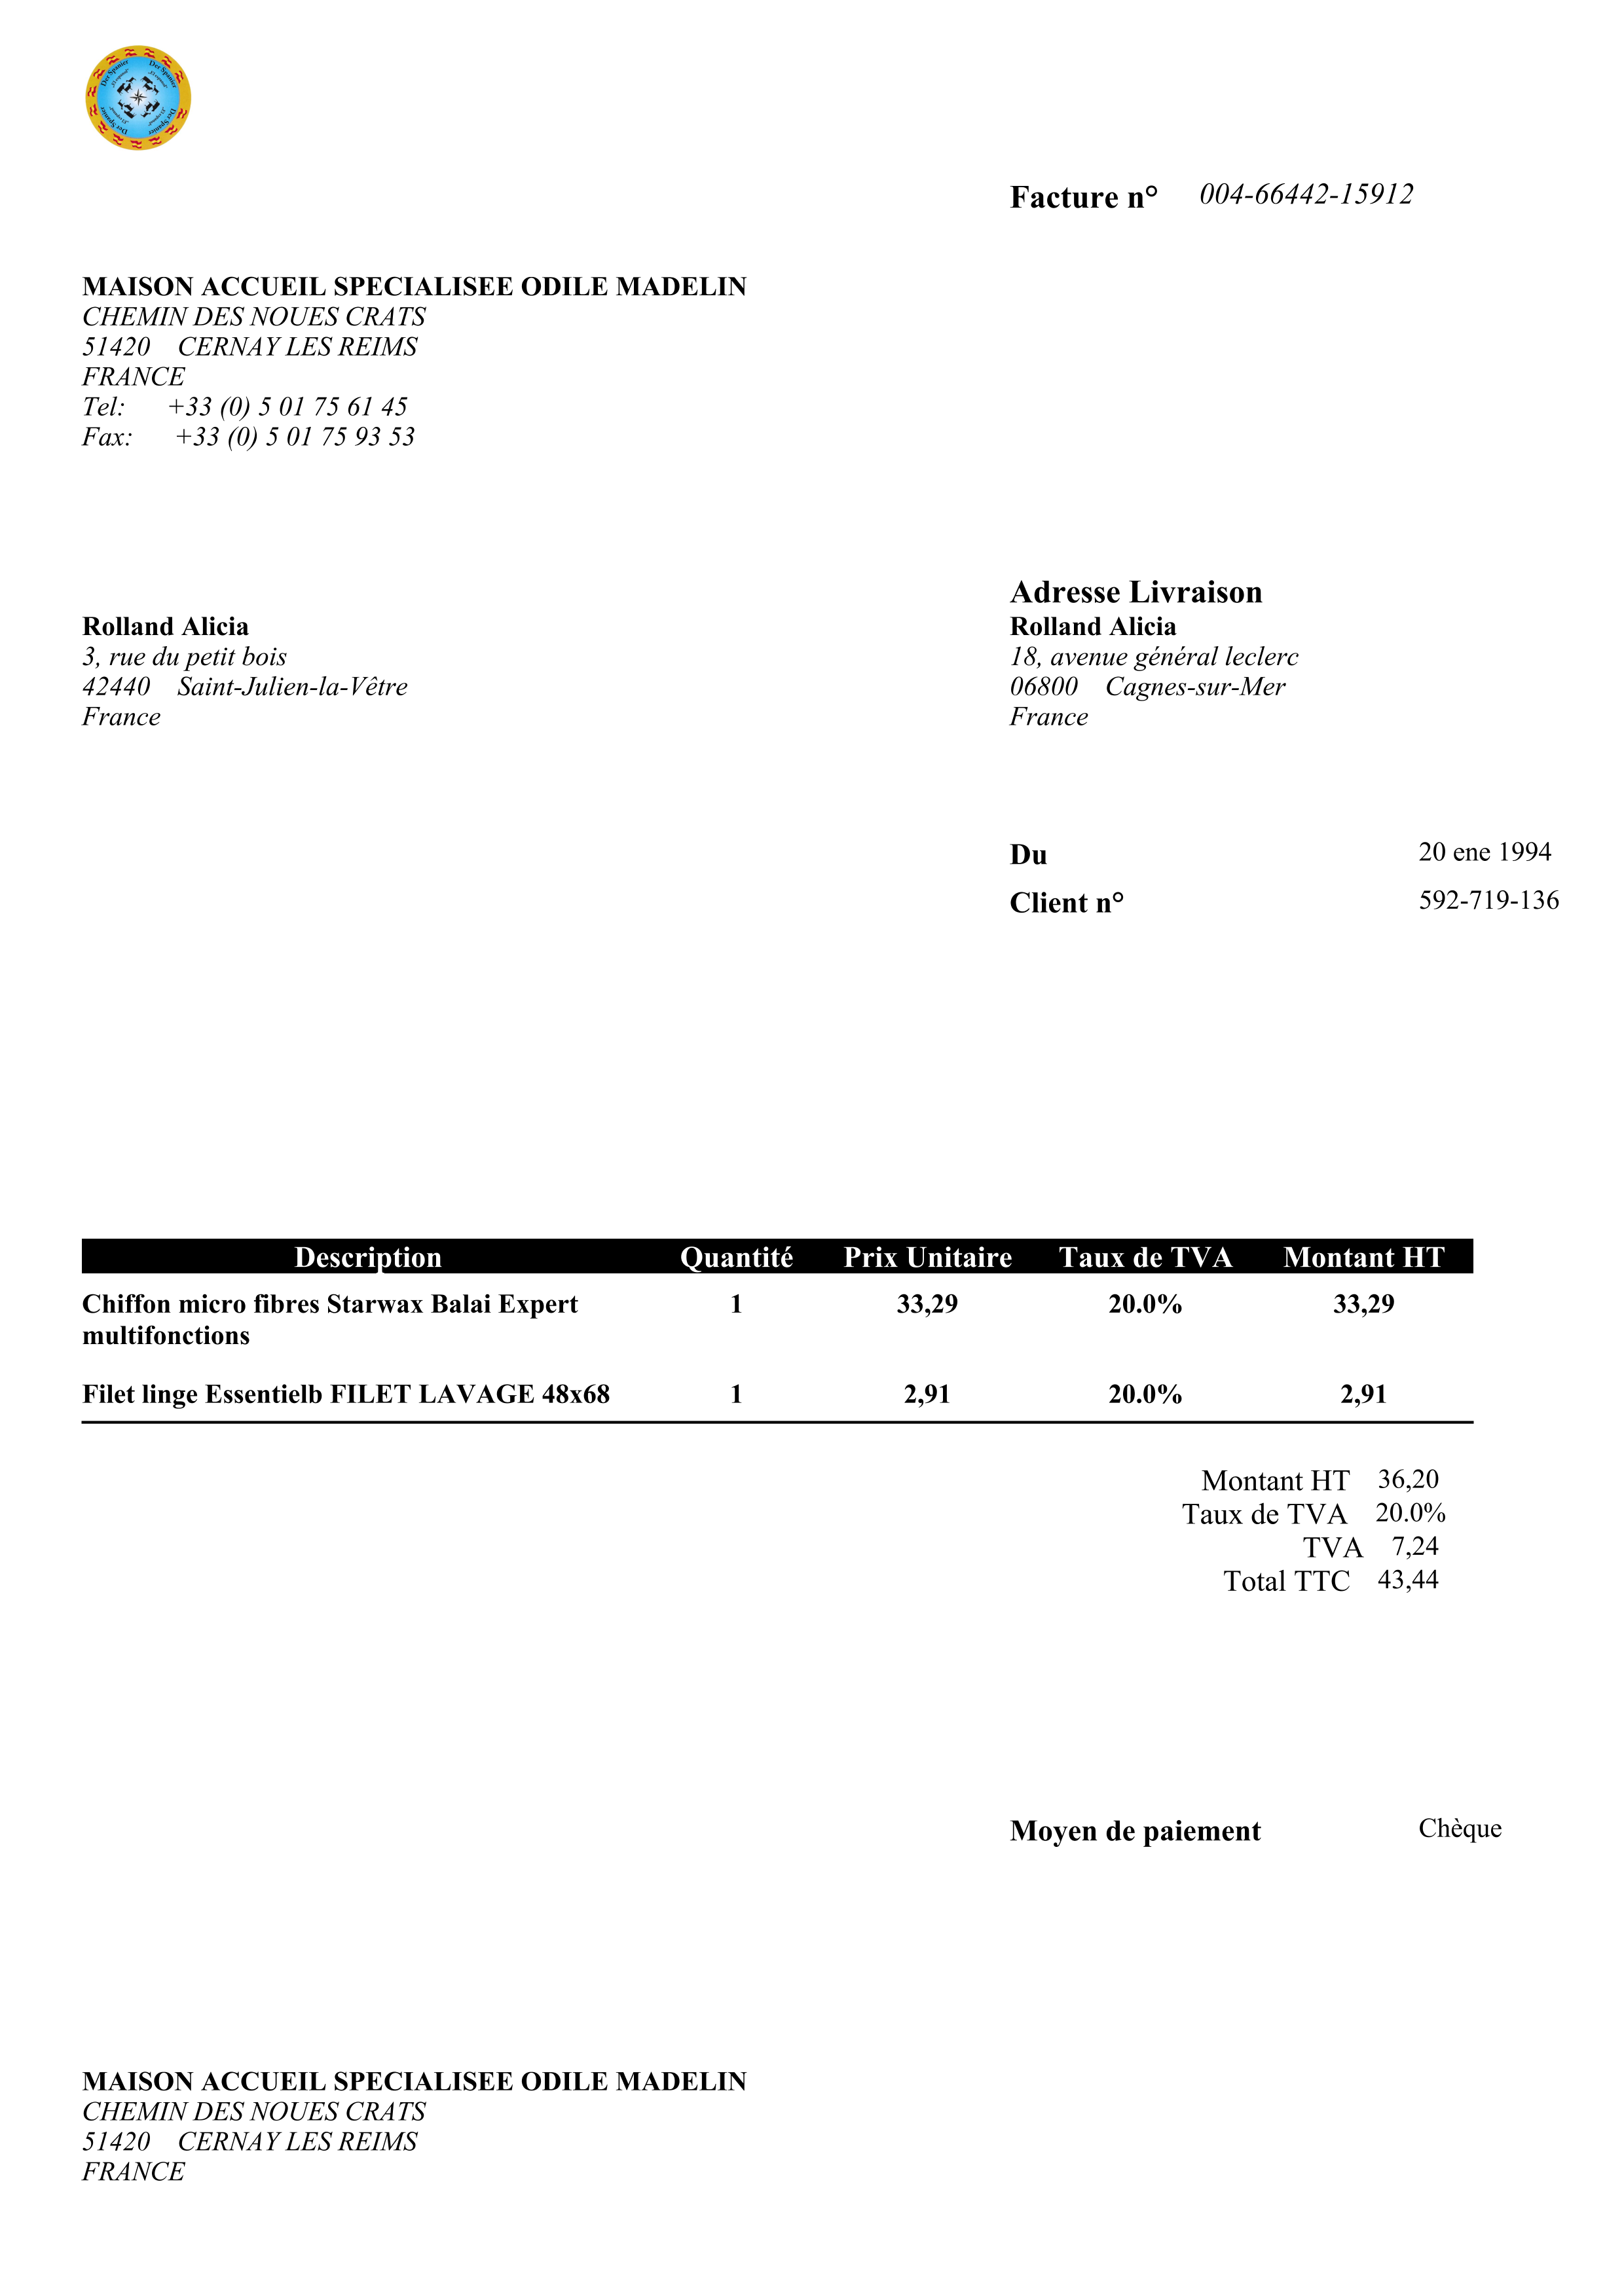 Facture n° 004-66442-15912
MAISON ACCUEIL SPECIALISEE ODILE MADELIN
CHEMIN DES NOUES CRATS
51420 CERNAY LES REIMS
FRANCE
Tel: +33 (0) 5 01 75 61 45
Fax: +33 (0) 5 01 75 93 53
Rolland Alicia
3, rue du petit bois
42440 Saint-Julien-la-Vêtre
France
Adresse Livraison
Rolland Alicia
18, avenue général leclerc
06800 Cagnes-sur-Mer
France
Du 20 ene 1994
Client n° 592-719-136
Description Quantité Prix Unitaire Taux de TVA Montant HT
Chiffon micro fibres Starwax Balai Expert 1 33,29 20.0% 33,29
multifonctions
Filet linge Essentielb FILET LAVAGE 48x68 1 2,91 20.0% 2,91
Montant HT 36,20
Taux de TVA 20.0%
TVA 7,24
Total TTC 43,44
Moyen de paiement Chèque
MAISON ACCUEIL SPECIALISEE ODILE MADELIN
CHEMIN DES NOUES CRATS
51420 CERNAY LES REIMS
FRANCE